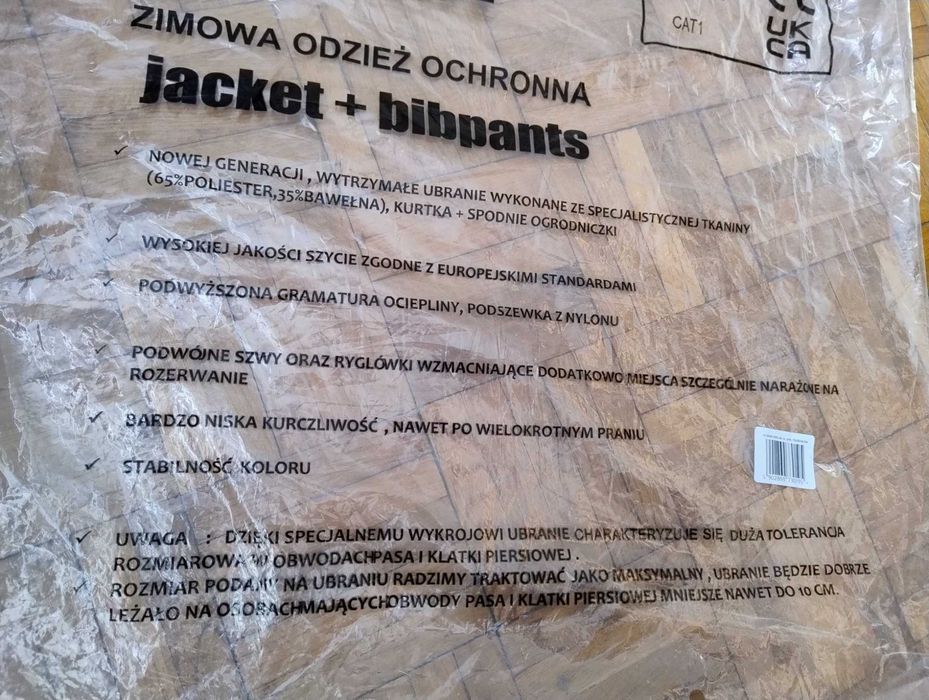 CAT1
UK
CA
ZIMOWA ODZIEŻ OCHRONNA
jacket + bibpants
✓ NOWEJ GENERACJI , WYTRZYMAŁE UBRANIE WYKONANE ZE SPECJALISTYCZNEJ TKANINY
(65%POLIESTER,35%BAWEŁNA), KURTKA + SPODNIE OGRODNICZKI
✓ WYSOKIEJ JAKOŚCI SZYCIE ZGODNE Z EUROPEJSKIMI STANDARDAMI
✓ PODWYŻSZONA GRAMATURA OCIEPLINY, PODSZEWKA Z NYLONU
✓ PODWÓJNE SZWY ORAZ RYGLÓWKI WZMACNIAJĄCE DODATKOWO MIEJSCA SZCZEGÓLNIE NARAŻONE NA
ROZERWANIE
✓ BARDZO NISKA KURCZLIWOŚĆ , NAWET PO WIELOKROTNYM PRANIU
✓ STABILNOŚĆ KOLORU
✓ UWAGA : DZIĘKI SPECJALNEMU WYKROJOWI UBRANIE CHARAKTERYZUJE SIĘ DUŻA TOLERANCJA
ROZMIAROWA W OBWODACHPASA I KLATKI PIERSIOWEJ .
✓ ROZMIAR PODANY NA UBRANIU RADZIMY TRAKTOWAĆ JAKO MAKSYMALNY , UBRANIE BĘDZIE DOBRZE
LEŻAŁO NA OSOBACHMAJĄCYCHOBWODY PASA I KLATKI PIERSIOWEJ MNIEJSZE NAWET DO 10 CM.